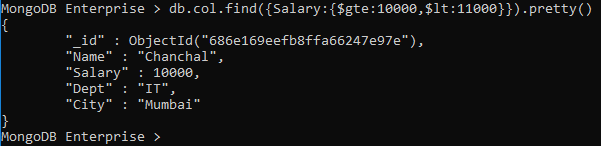 MongoDB Enterprise > db.col.find({Salary:{$gte:10000,$lt:11000}}).pretty()
{
"_id" : ObjectId("686e169eefb8ffa66247e97e"),
"Name" : "Chanchal",
"Salary" : 10000,
"Dept" : "IT",
"City" : "Mumbai"
}
MongoDB Enterprise >